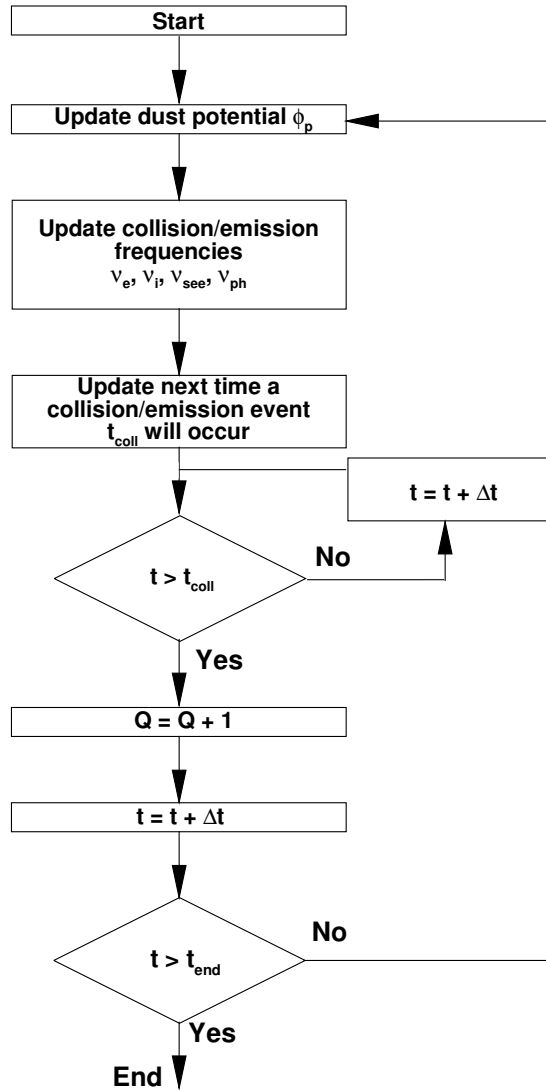 Start
Update dust potential ϕp
Update collision/emission
frequencies
νe, νi, νsee, νph
Update next time a
collision/emission event
tcoll will occur
t = t + Δt
t > tcoll
No
Yes
Q = Q + 1
t = t + Δt
t > tend
No
Yes
End